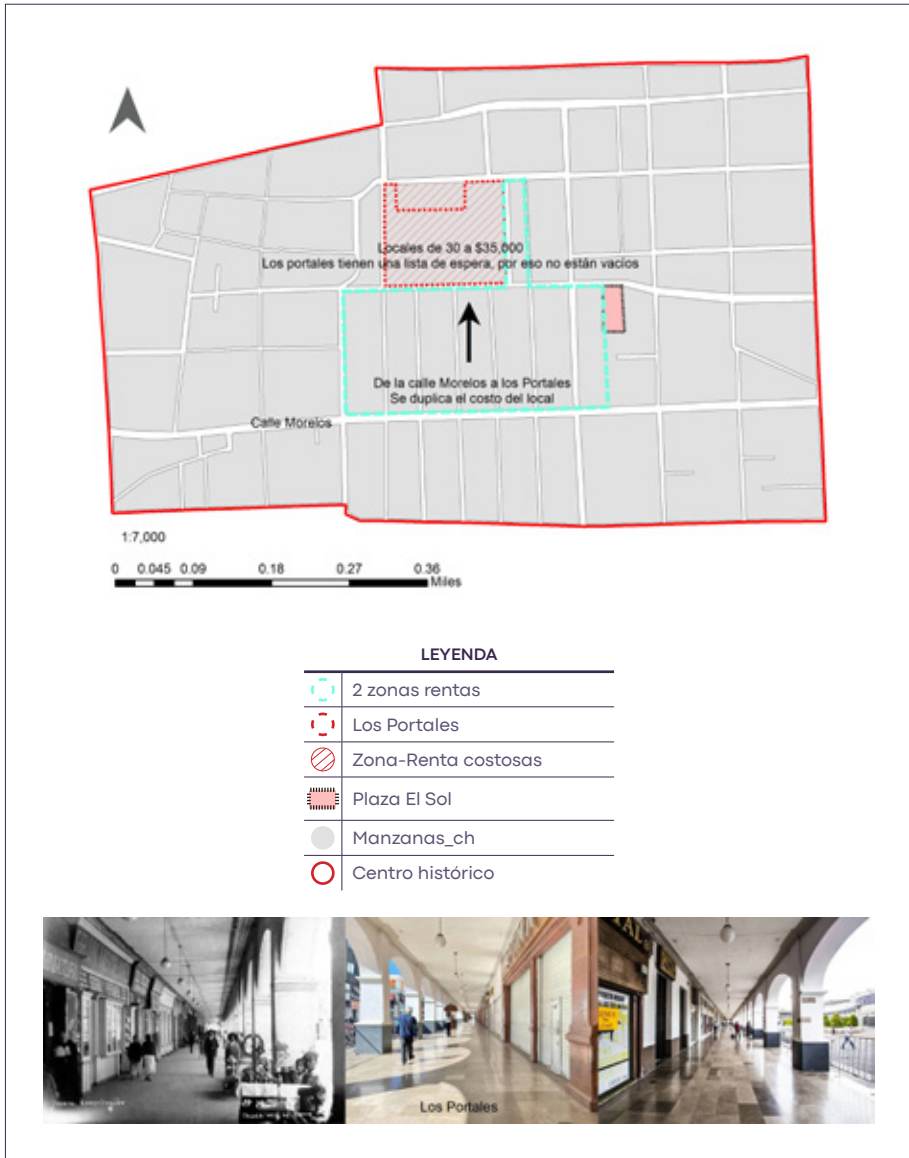 Locales de 30 a $35,000
Los portales tienen una lista de espera, por eso no están vacíos
De la calle Morelos a los Portales
Se duplica el costo del local
Calle Morelos
1:7,000
0 0.045 0.09 0.18 0.27 0.36
Miles
LEYENDA
2 zonas rentas
Los Portales
Zona-Renta costosas
Plaza El Sol
Manzanas_ch
Centro histórico
Los Portales